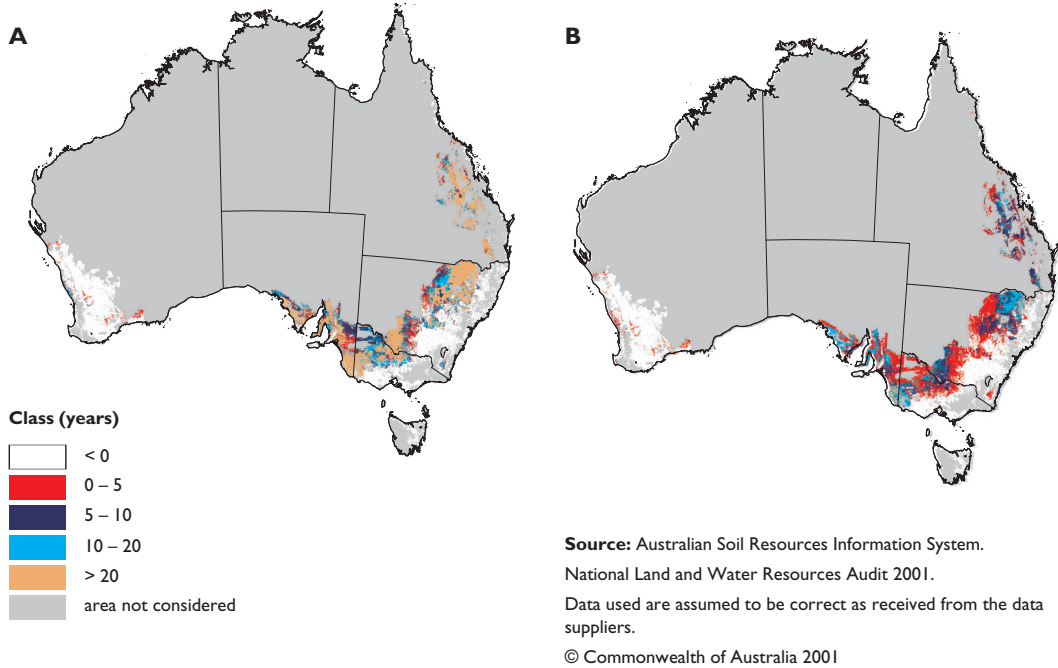 A
B
Class (years)
< 0
0 – 5
5 – 10
10 – 20
> 20
area not considered
Source: Australian Soil Resources Information System.
National Land and Water Resources Audit 2001.
Data used are assumed to be correct as received from the data
suppliers.
© Commonwealth of Australia 2001